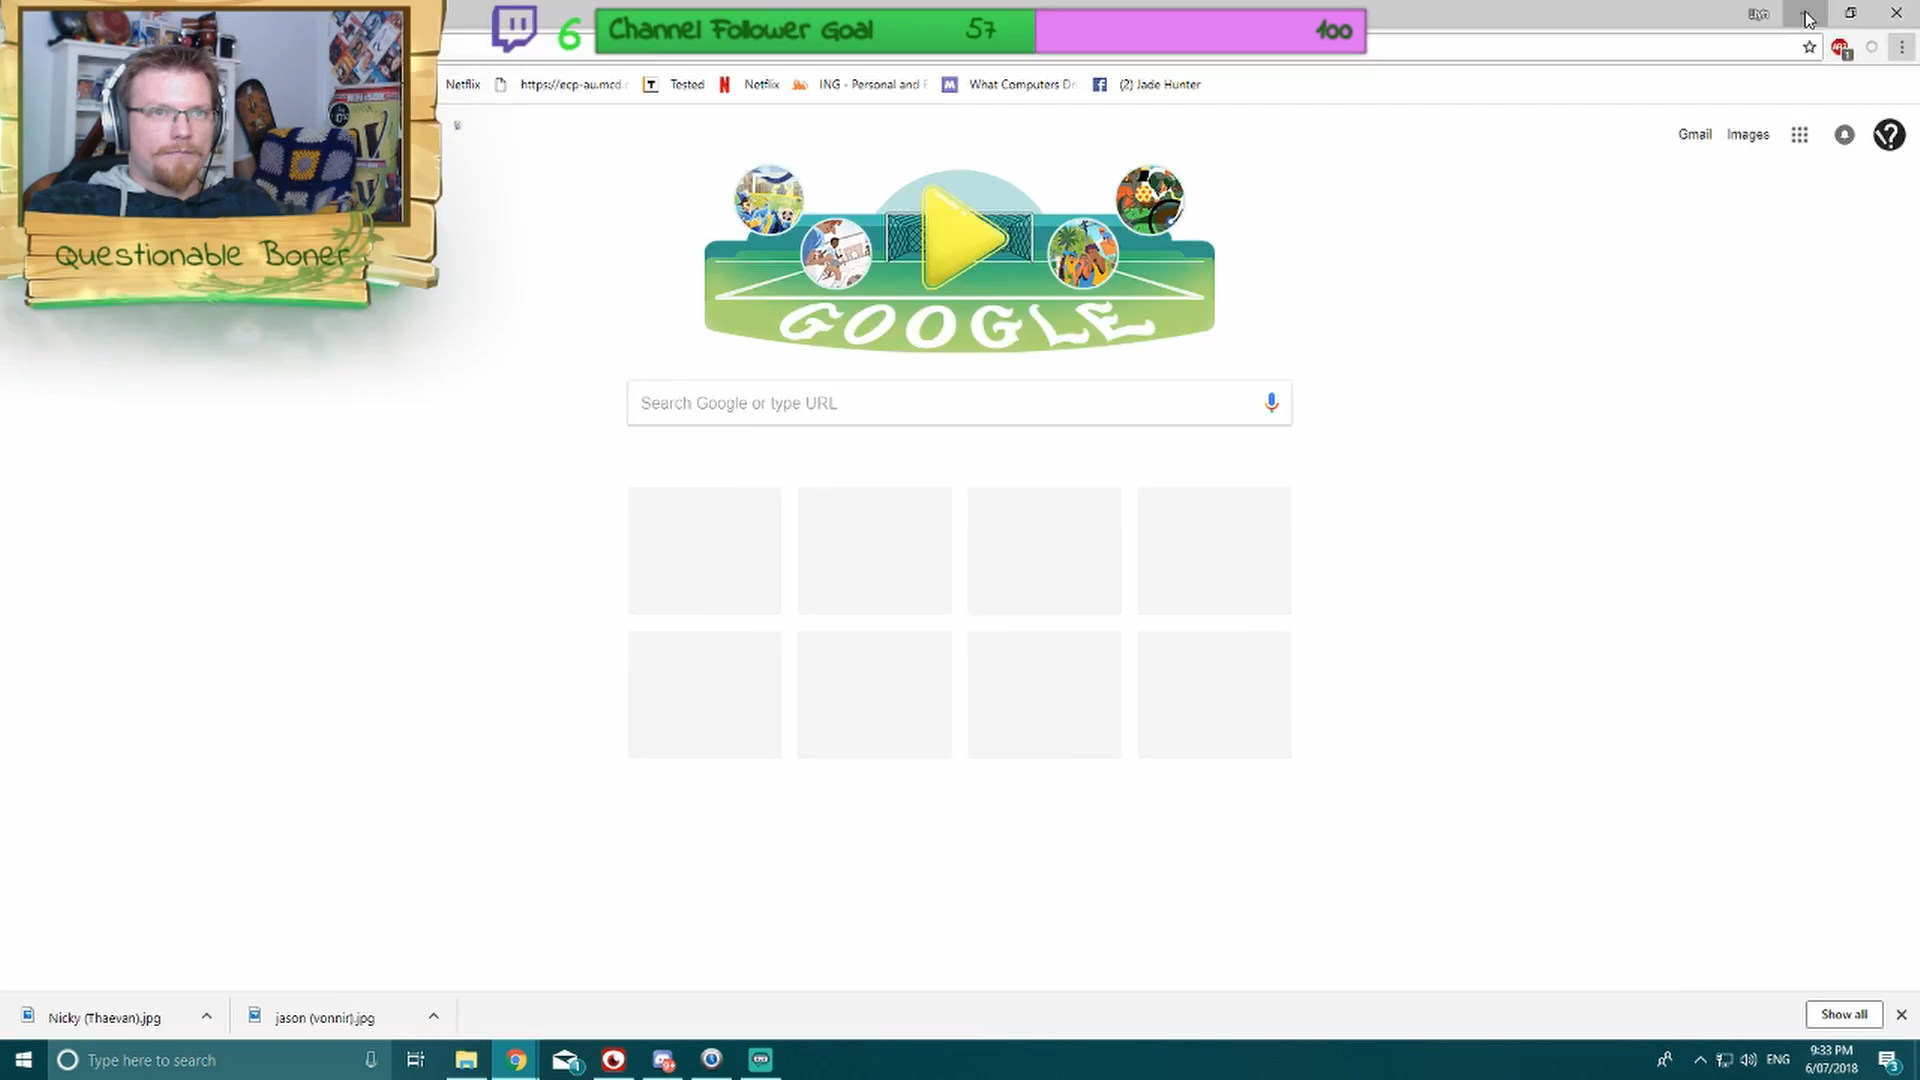 6 Channel Follower Goal 57 100
Netflix https://ecp-au.mcd. Tested Netflix ING - Personal and What Computers Dr (2) Jade Hunter
Gmail Images
Questionable Boner
GOOGLE
Search Google or type URL
Nicky (Thaevan).jpg jason (vonnir).jpg Show all
Type here to search
ENG
9:33 PM
6/07/2018